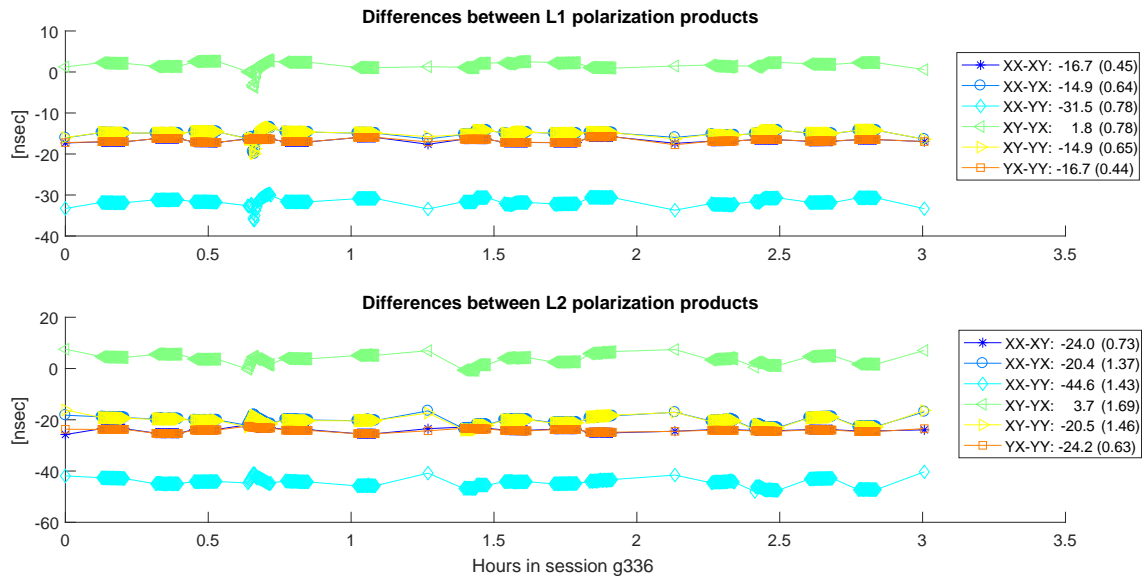 Differences between L1 polarization products
10
0
-10
-20
-30
-40
[nsec]
0 0.5 1 1.5 2 2.5 3 3.5
XX-XY: -16.7 (0.45)
XX-YX: -14.9 (0.64)
XX-YY: -31.5 (0.78)
XY-YX: 1.8 (0.78)
XY-YY: -14.9 (0.65)
YX-YY: -16.7 (0.44)
Differences between L2 polarization products
20
0
-20
-40
-60
[nsec]
0 0.5 1 1.5 2 2.5 3 3.5
Hours in session g336
XX-XY: -24.0 (0.73)
XX-YX: -20.4 (1.37)
XX-YY: -44.6 (1.43)
XY-YX: 3.7 (1.69)
XY-YY: -20.5 (1.46)
YX-YY: -24.2 (0.63)